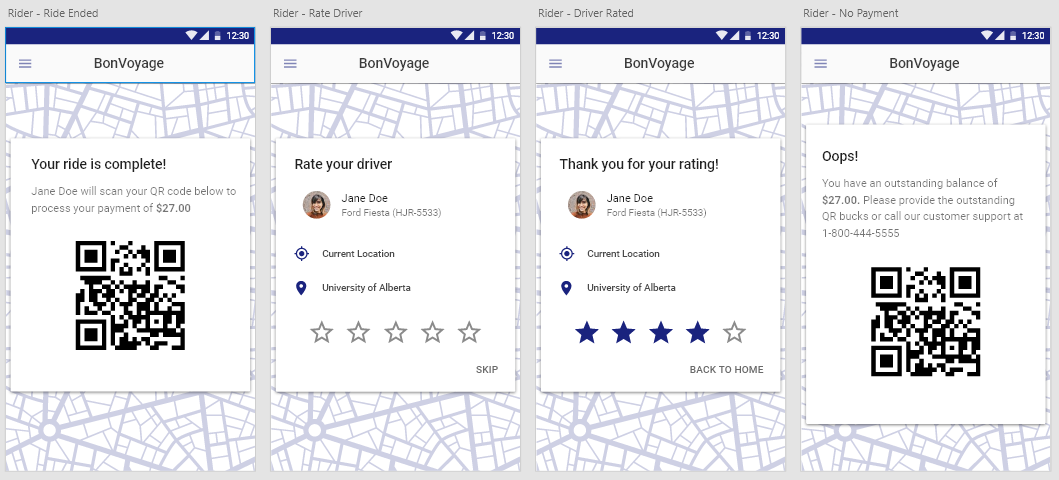 Rider - Ride Ended
12:30
BonVoyage
Your ride is complete!
Jane Doe will scan your QR code below to
process your payment of $27.00
Rider - Rate Driver
12:30
BonVoyage
Rate your driver
Jane Doe
Ford Fiesta (HJR-5533)
Current Location
University of Alberta
SKIP
Rider - Driver Rated
12:30
BonVoyage
Thank you for your rating!
Jane Doe
Ford Fiesta (HJR-5533)
Current Location
University of Alberta
BACK TO HOME
Rider - No Payment
12:30
BonVoyage
Oops!
You have an outstanding balance of
$27.00. Please provide the outstanding
QR bucks or call our customer support at
1-800-444-5555